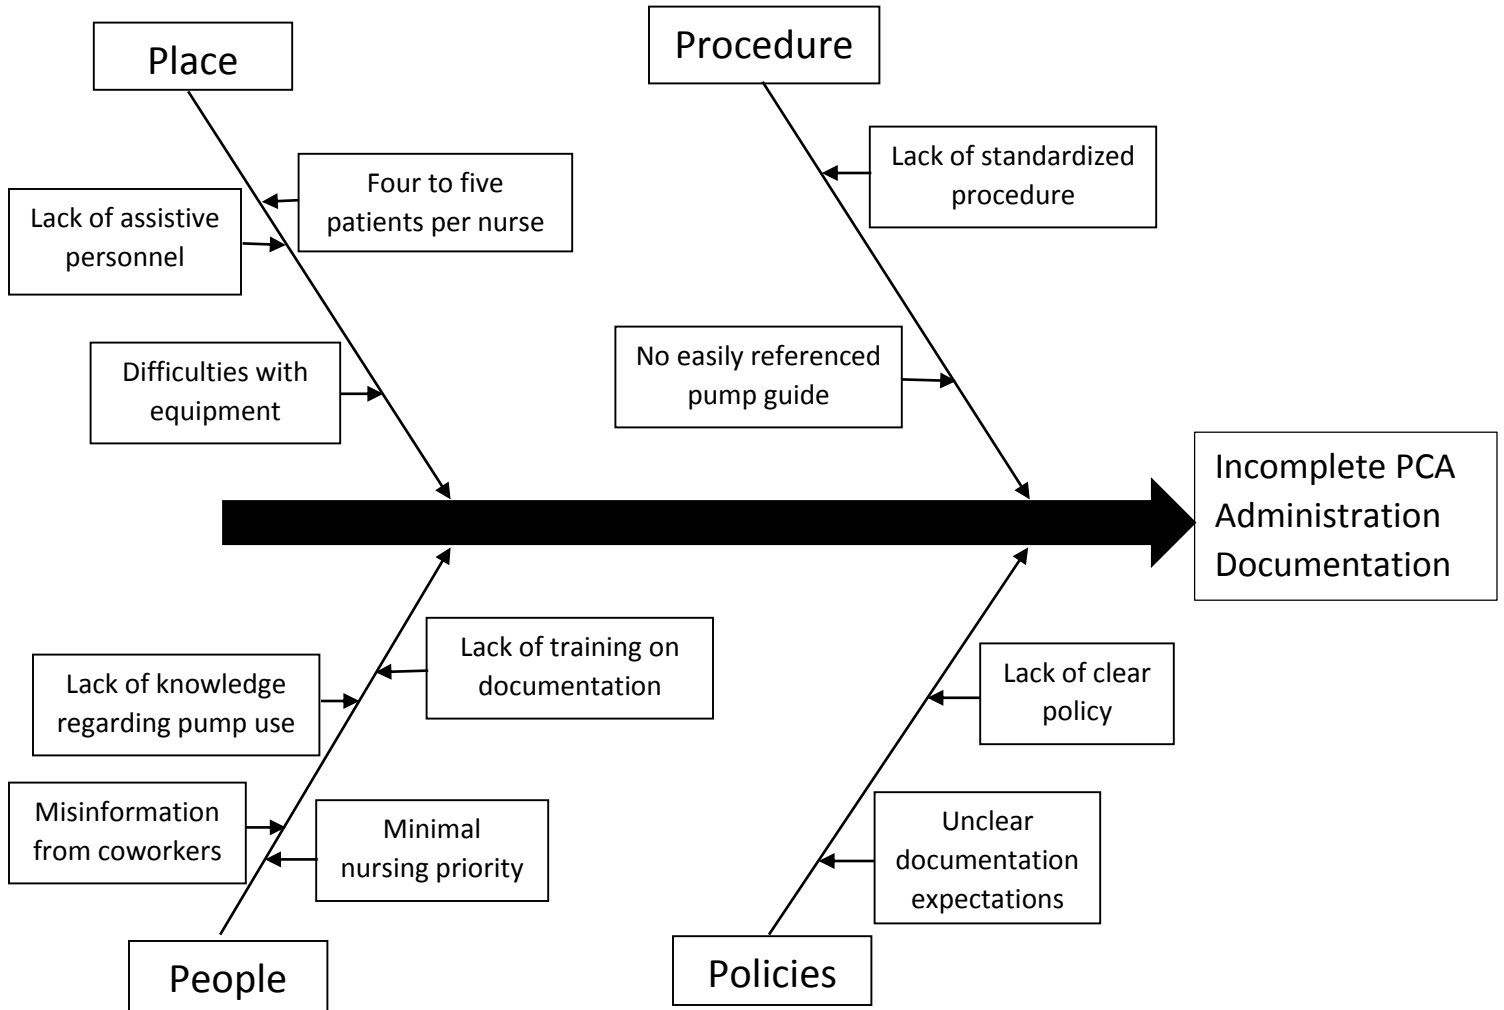 Place
Procedure
Four to five
patients per nurse
Lack of assistive
personnel
Difficulties with
equipment
Lack of standardized
procedure
No easily referenced
pump guide
Incomplete PCA
Administration
Documentation
Lack of training on
documentation
Lack of knowledge
regarding pump use
Misinformation
from coworkers
Minimal
nursing priority
Lack of clear
policy
Unclear
documentation
expectations
People
Policies